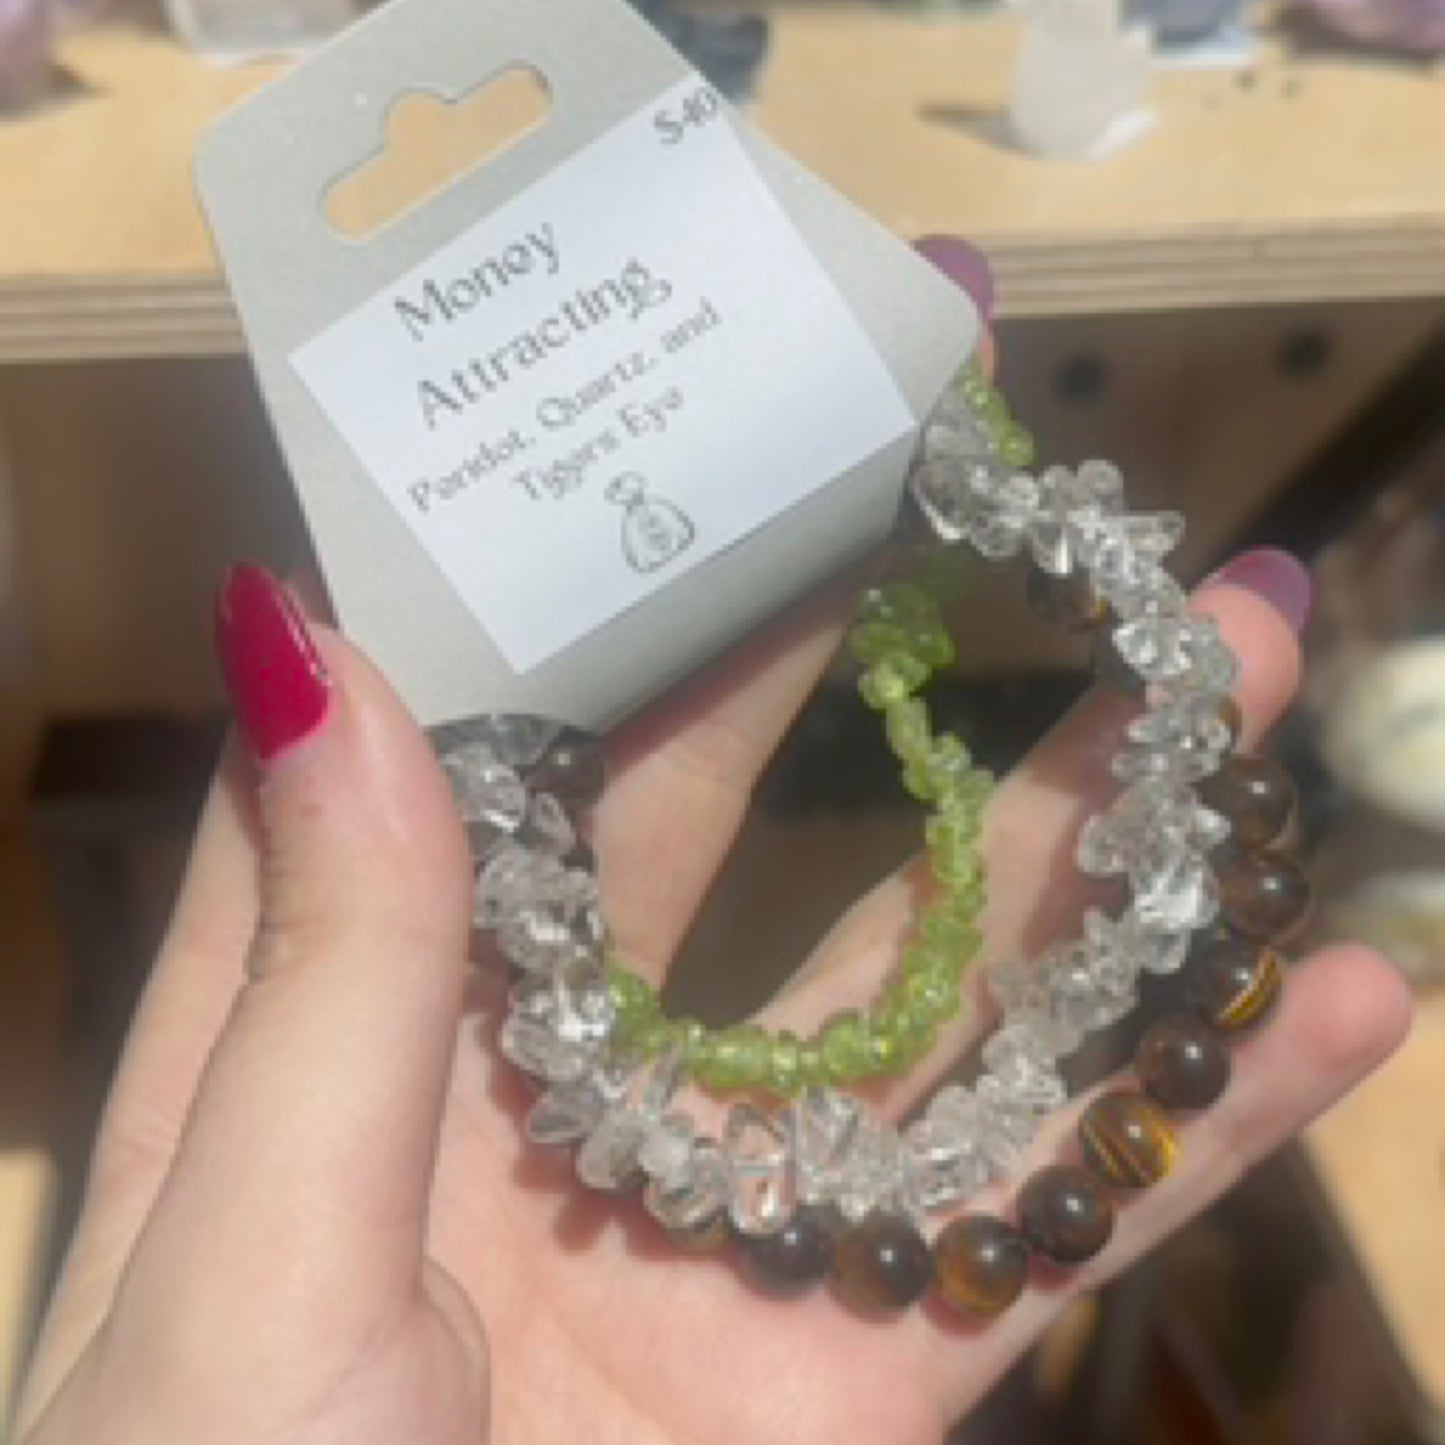 $40
Money
Attracting
Peridot, Quartz, and
Tigers Eye